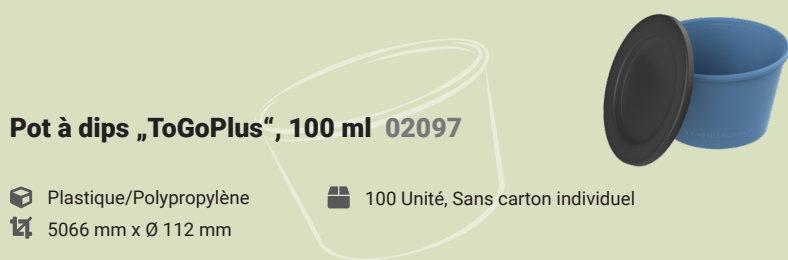 Pot à dips „ToGoPlus“, 100 ml 02097
Plastique/Polypropylène
100 Unité, Sans carton individuel
5066 mm x Ø 112 mm